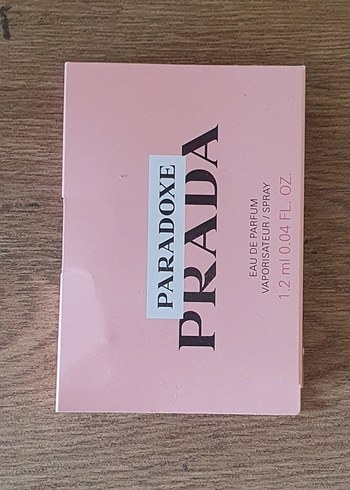 PARADOXE
PRADA
EAU DE PARFUM
VAPORISATEUR / SPRAY
1.2 ml 0.04 FL. OZ.